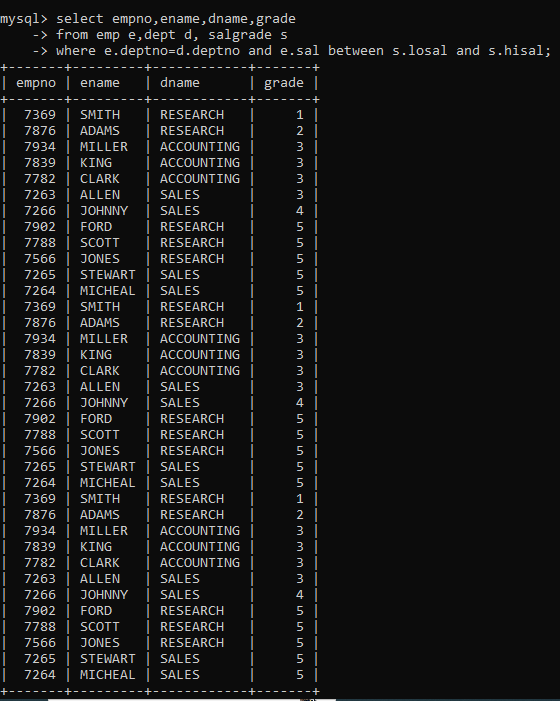 mysql> select empno,ename,dname,grade
    -> from emp e,dept d, salgrade s
    -> where e.deptno=d.deptno and e.sal between s.losal and s.hisal;
+-------+---------+------------+-------+
| empno | ename   | dname      | grade |
+-------+---------+------------+-------+
|  7369 | SMITH   | RESEARCH   |     1 |
|  7876 | ADAMS   | RESEARCH   |     2 |
|  7934 | MILLER  | ACCOUNTING |     3 |
|  7839 | KING    | ACCOUNTING |     3 |
|  7782 | CLARK   | ACCOUNTING |     3 |
|  7263 | ALLEN   | SALES      |     3 |
|  7266 | JOHNNY  | SALES      |     4 |
|  7902 | FORD    | RESEARCH   |     5 |
|  7788 | SCOTT   | RESEARCH   |     5 |
|  7566 | JONES   | RESEARCH   |     5 |
|  7265 | STEWART | SALES      |     5 |
|  7264 | MICHEAL | SALES      |     5 |
|  7369 | SMITH   | RESEARCH   |     1 |
|  7876 | ADAMS   | RESEARCH   |     2 |
|  7934 | MILLER  | ACCOUNTING |     3 |
|  7839 | KING    | ACCOUNTING |     3 |
|  7782 | CLARK   | ACCOUNTING |     3 |
|  7263 | ALLEN   | SALES      |     3 |
|  7266 | JOHNNY  | SALES      |     4 |
|  7902 | FORD    | RESEARCH   |     5 |
|  7788 | SCOTT   | RESEARCH   |     5 |
|  7566 | JONES   | RESEARCH   |     5 |
|  7265 | STEWART | SALES      |     5 |
|  7264 | MICHEAL | SALES      |     5 |
|  7369 | SMITH   | RESEARCH   |     1 |
|  7876 | ADAMS   | RESEARCH   |     2 |
|  7934 | MILLER  | ACCOUNTING |     3 |
|  7839 | KING    | ACCOUNTING |     3 |
|  7782 | CLARK   | ACCOUNTING |     3 |
|  7263 | ALLEN   | SALES      |     3 |
|  7266 | JOHNNY  | SALES      |     4 |
|  7902 | FORD    | RESEARCH   |     5 |
|  7788 | SCOTT   | RESEARCH   |     5 |
|  7566 | JONES   | RESEARCH   |     5 |
|  7265 | STEWART | SALES      |     5 |
|  7264 | MICHEAL | SALES      |     5 |
+-------+---------+------------+-------+